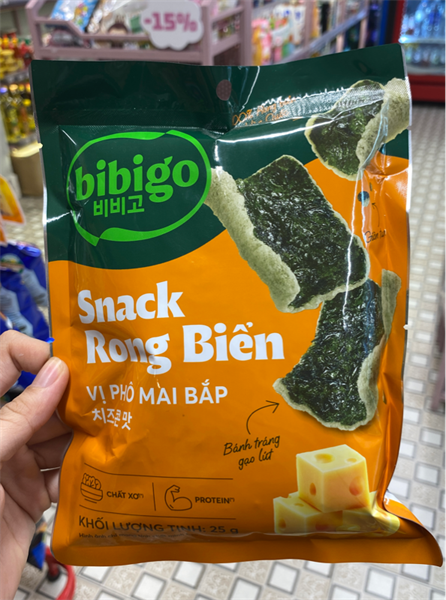 -15%
bibigo
비비고
Snack
Rong Biển
VỊ PHÔ MÀI BẮP
치즈콘맛
Bánh tráng
gạo lứt
CHẤT XƠ
PROTEIN
KHỐI LƯỢNG TỊNH: 25 g